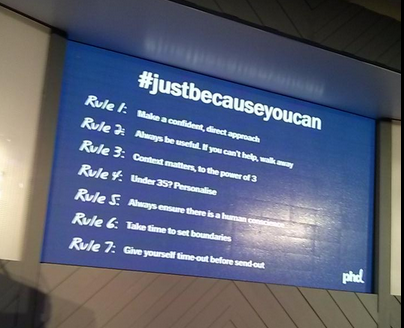 #justbecauseyoucan
Rule 1: Make a confident, direct approach
Rule 2: Always be useful. If you can't help, walk away
Rule 3: Context matters, to the power of 3
Rule 4: Under 35? Personalise
Rule 5: Always ensure there is a human
Rule 6: Take time to set boundaries
Rule 7: Give yourself time-out before send-out
phd